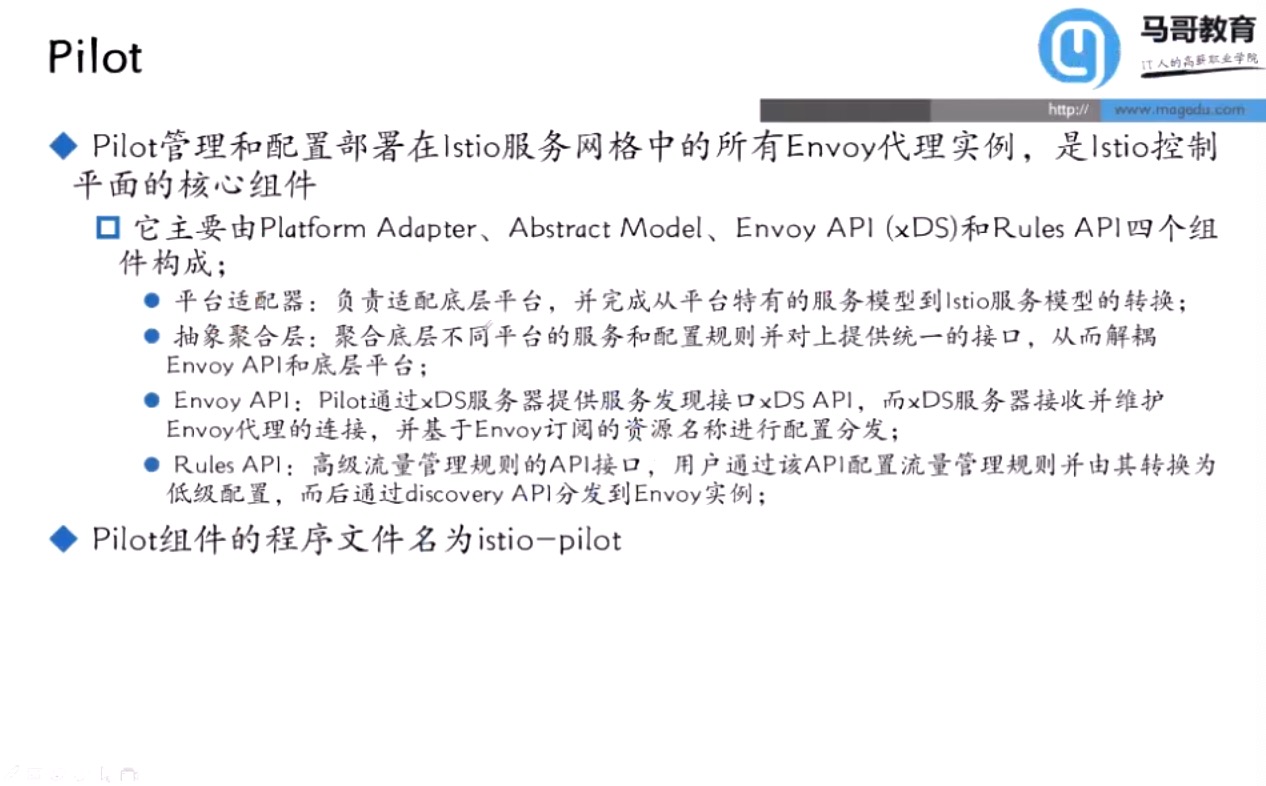 Pilot
马哥教育
IT人的高薪职业学院
http:// www.magedu.com
Pilot管理和配置部署在Istio服务网格中的所有Envoy代理实例，是Istio控制
平面的核心组件
它主要由Platform Adapter、Abstract Model、Envoy API (xDS)和Rules API四个组
件构成；
平台适配器：负责适配底层平台，并完成从平台特有的服务模型到Istio服务模型的转换；
抽象聚合层：聚合底层不同平台的服务和配置规则并对上提供统一的接口，从而解耦
Envoy API和底层平台；
Envoy API：Pilot通过xDS服务器提供服务发现接口xDS API，而xDS服务器接收并维护
Envoy代理的连接，并基于Envoy订阅的资源名称进行配置分发；
Rules API：高级流量管理规则的API接口，用户通过该API配置流量管理规则并由其转换为
低级配置，而后通过discovery API分发到Envoy实例；
Pilot组件的程序文件名为istio-pilot